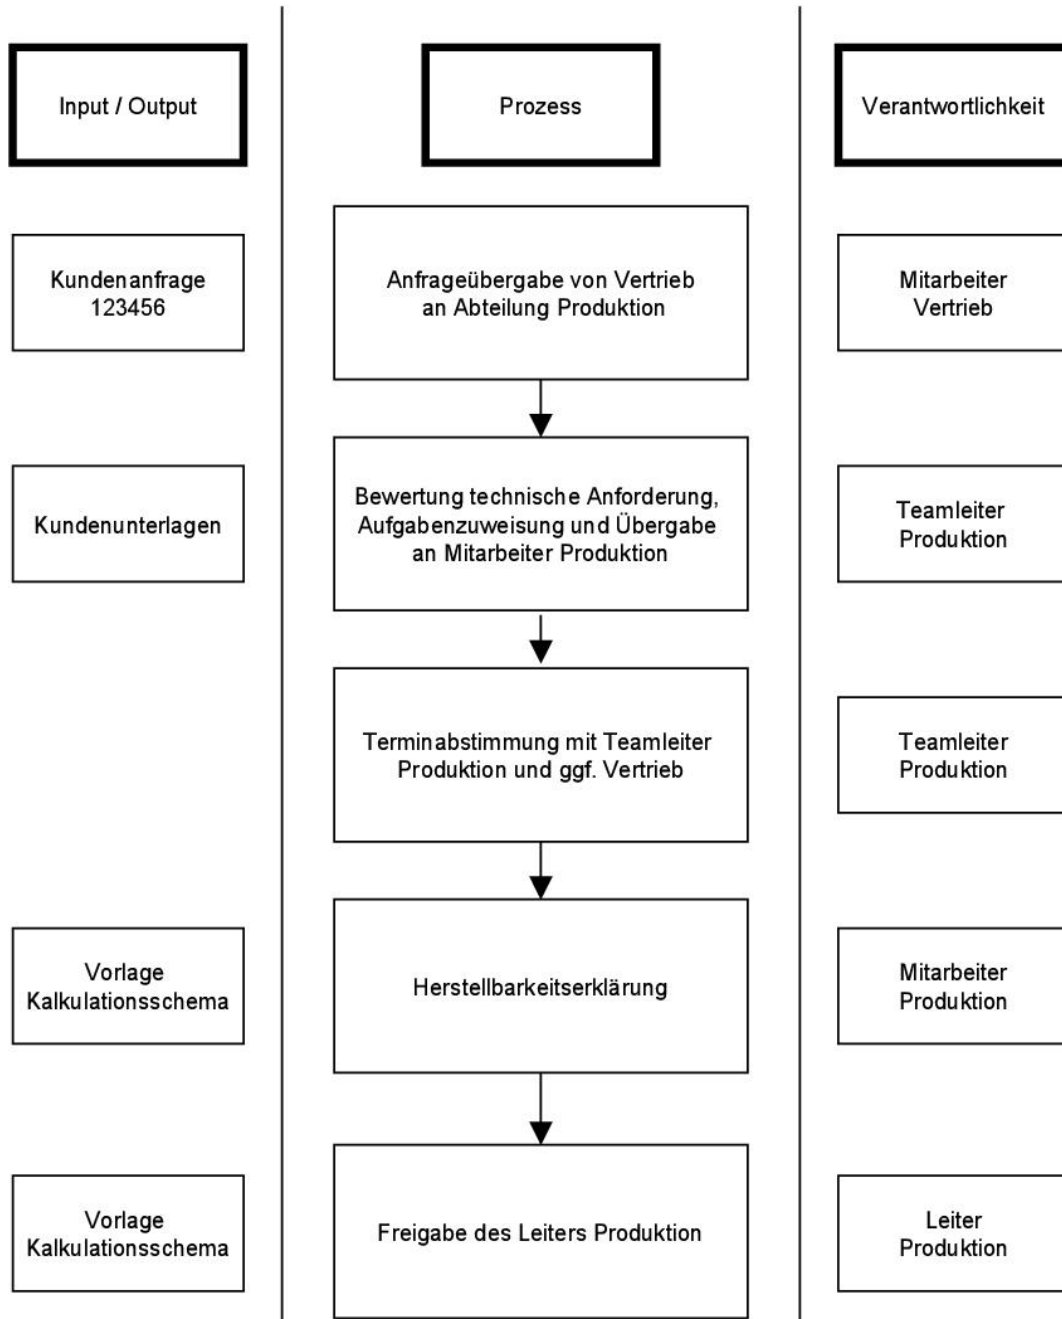 Input / Output
Prozess
Verantwortlichkeit
Kundenanfrage
123456
Anfrageübergabe von Vertrieb
an Abteilung Produktion
Mitarbeiter
Vertrieb
Kundenunterlagen
Bewertung technische Anforderung,
Aufgabenzuweisung und Übergabe
an Mitarbeiter Produktion
Teamleiter
Produktion
Terminabstimmung mit Teamleiter
Produktion und ggf. Vertrieb
Teamleiter
Produktion
Vorlage
Kalkulationsschema
Herstellbarkeitserklärung
Mitarbeiter
Produktion
Vorlage
Kalkulationsschema
Freigabe des Leiters Produktion
Leiter
Produktion